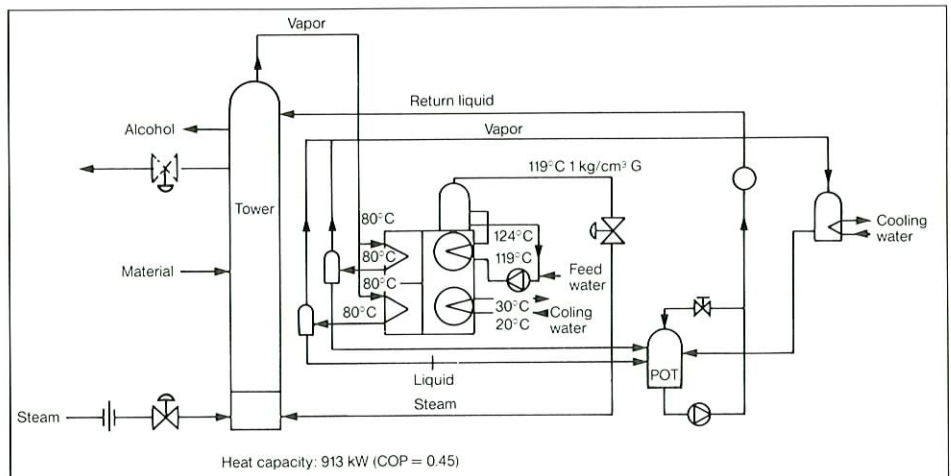 Vapor
Return liquid
Alcohol
Vapor
119°C 1 kg/cm³ G
Tower
80°C
124°C
Cooling
water
80°C
119°C
Material
80°C
Feed
water
80°C
30°C
Coling
20°C
water
POT
Liquid
Steam
Steam
Heat capacity: 913 kW (COP = 0.45)